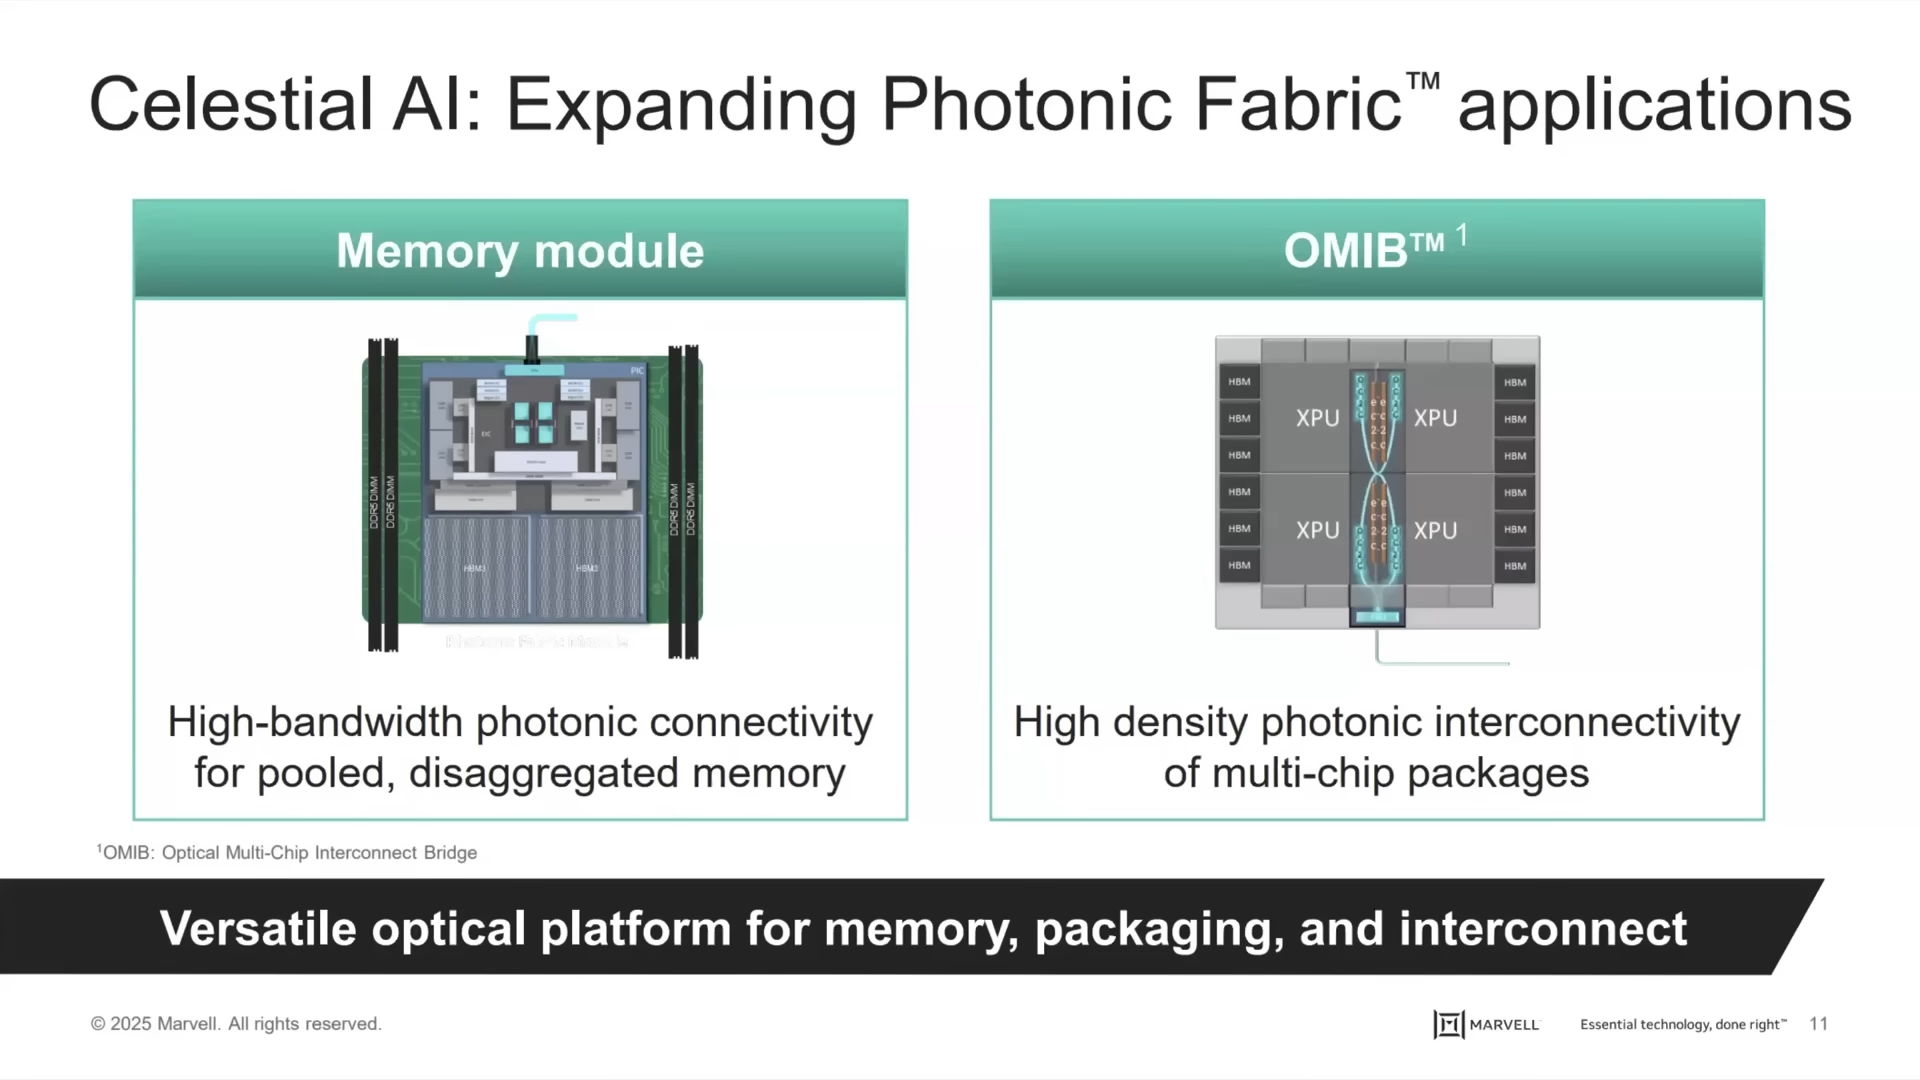 Celestial AI: Expanding Photonic Fabric™ applications
Memory module
PIC
EIC
DDR5 DIMM
DDR5 DIMM
DDR5 DIMM
DDR5 DIMM
HBM3
HBM3
High-bandwidth photonic connectivity
for pooled, disaggregated memory
OMIB™ 1
HBM
XPU
XPU
HBM
HBM
HBM
HBM
HBM
HBM
HBM
HBM
XPU
XPU
HBM
HBM
HBM
High density photonic interconnectivity
of multi-chip packages
1OMIB: Optical Multi-Chip Interconnect Bridge
Versatile optical platform for memory, packaging, and interconnect
© 2025 Marvell. All rights reserved.
MARVELL
Essential technology, done right™
11